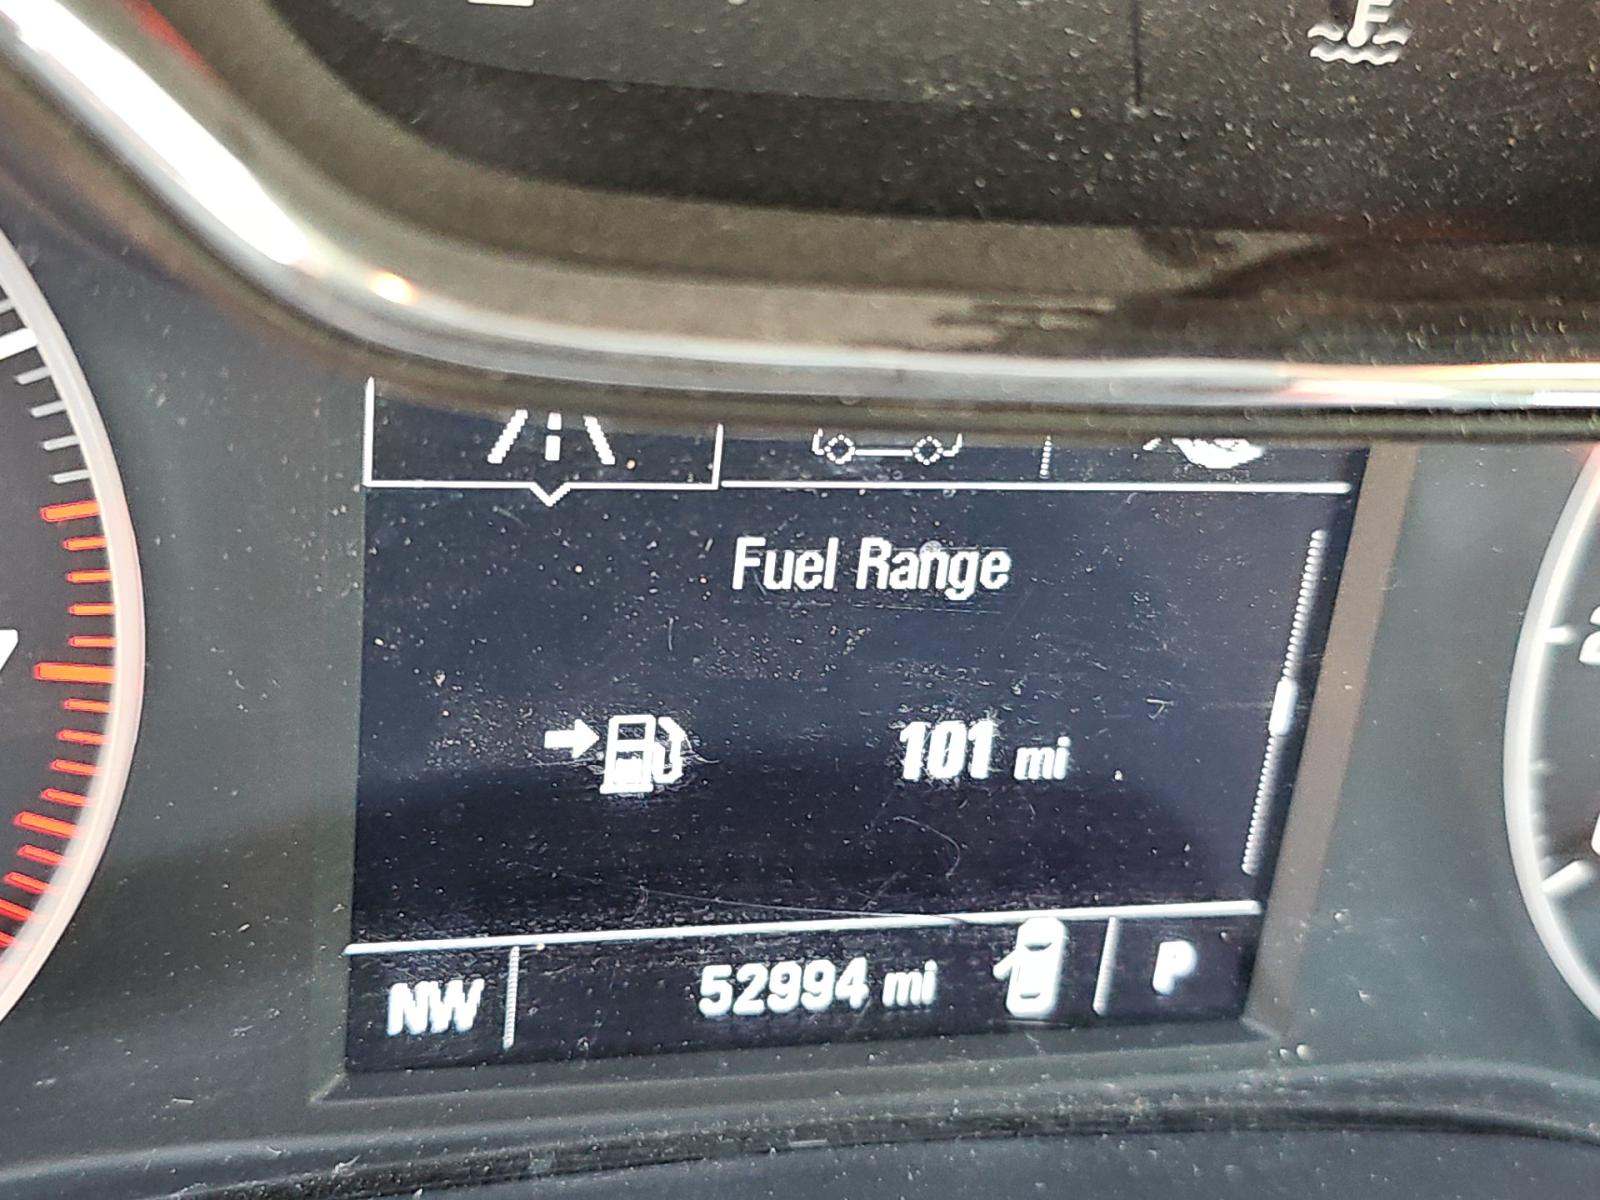 Fuel Range
101 mi
NW
52994 mi
P